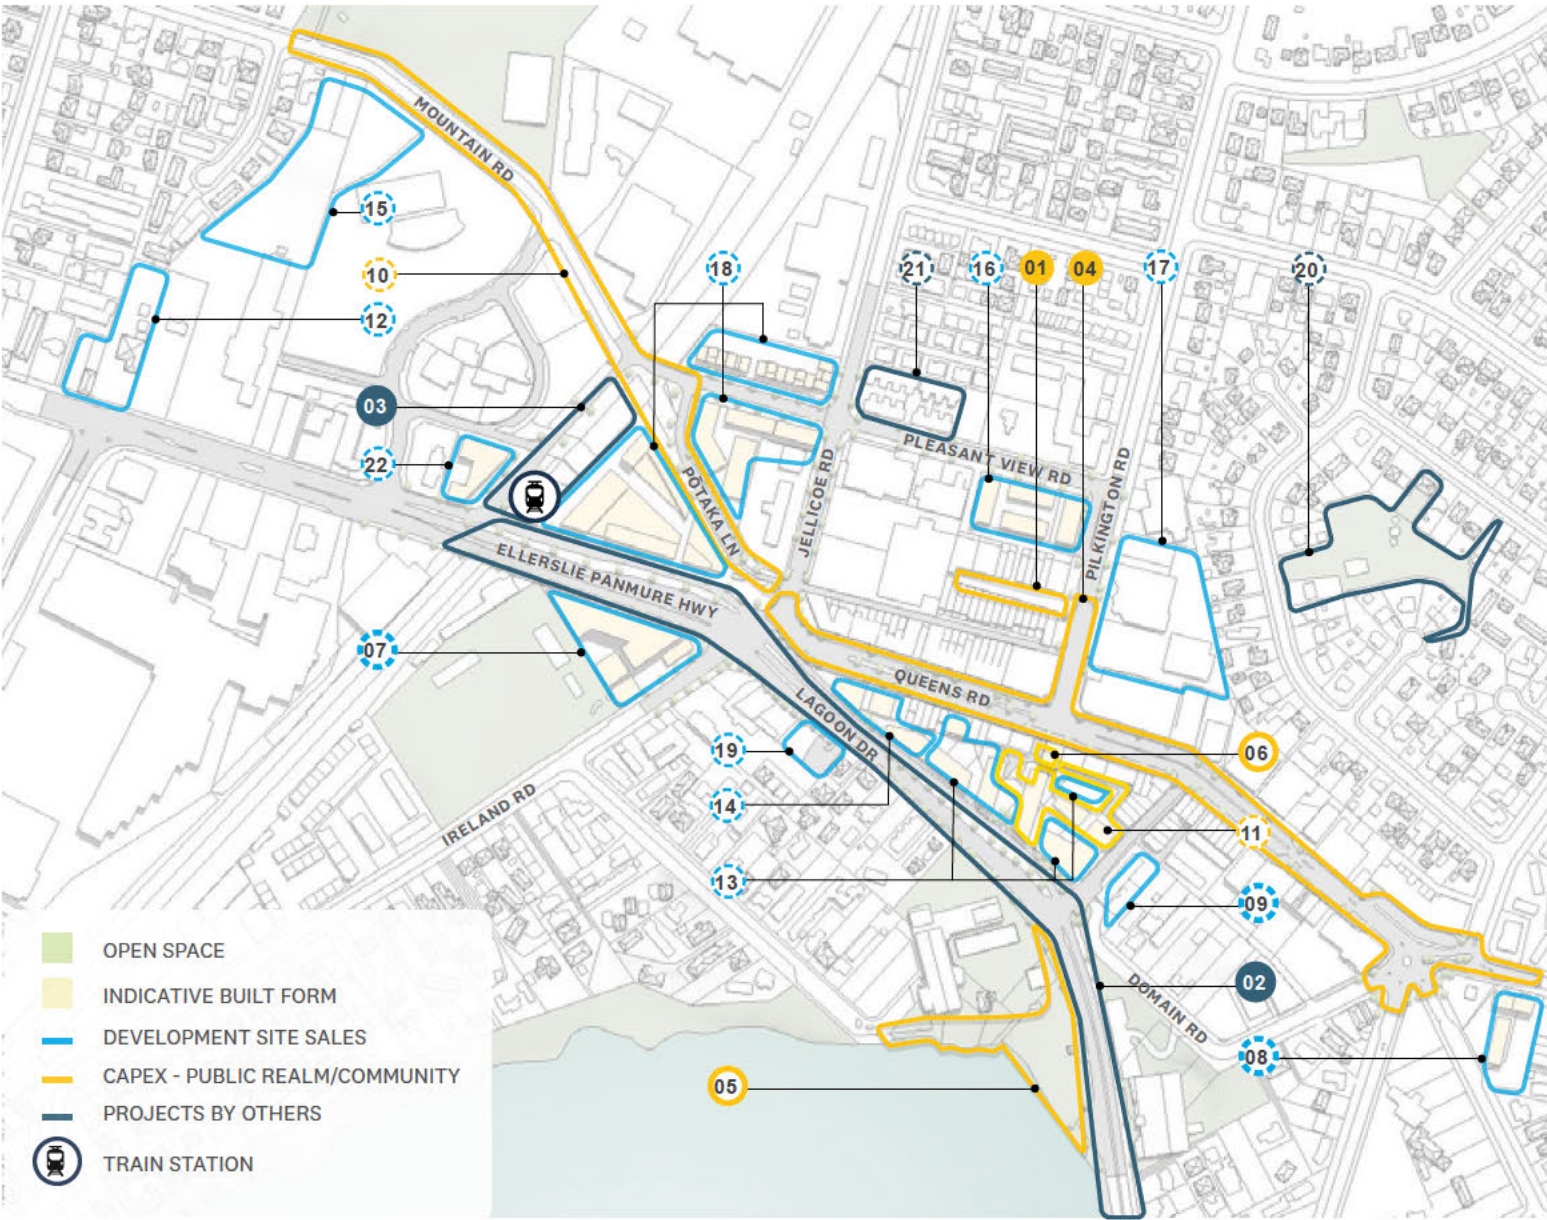 MOUNTAIN RD
15
10
12
18
21
16
01
04
17
20
03
22
PLEASANT VIEW RD
PILKINGTON RD
JELLICOE RD
PŌTAKA LN
ELLERSLIE PANMURE HWY
07
QUEENS RD
LAGOON DR
19
06
14
IRELAND RD
11
13
09
02
DOMAIN RD
08
05
OPEN SPACE
INDICATIVE BUILT FORM
DEVELOPMENT SITE SALES
CAPEX - PUBLIC REALM/COMMUNITY
PROJECTS BY OTHERS
TRAIN STATION